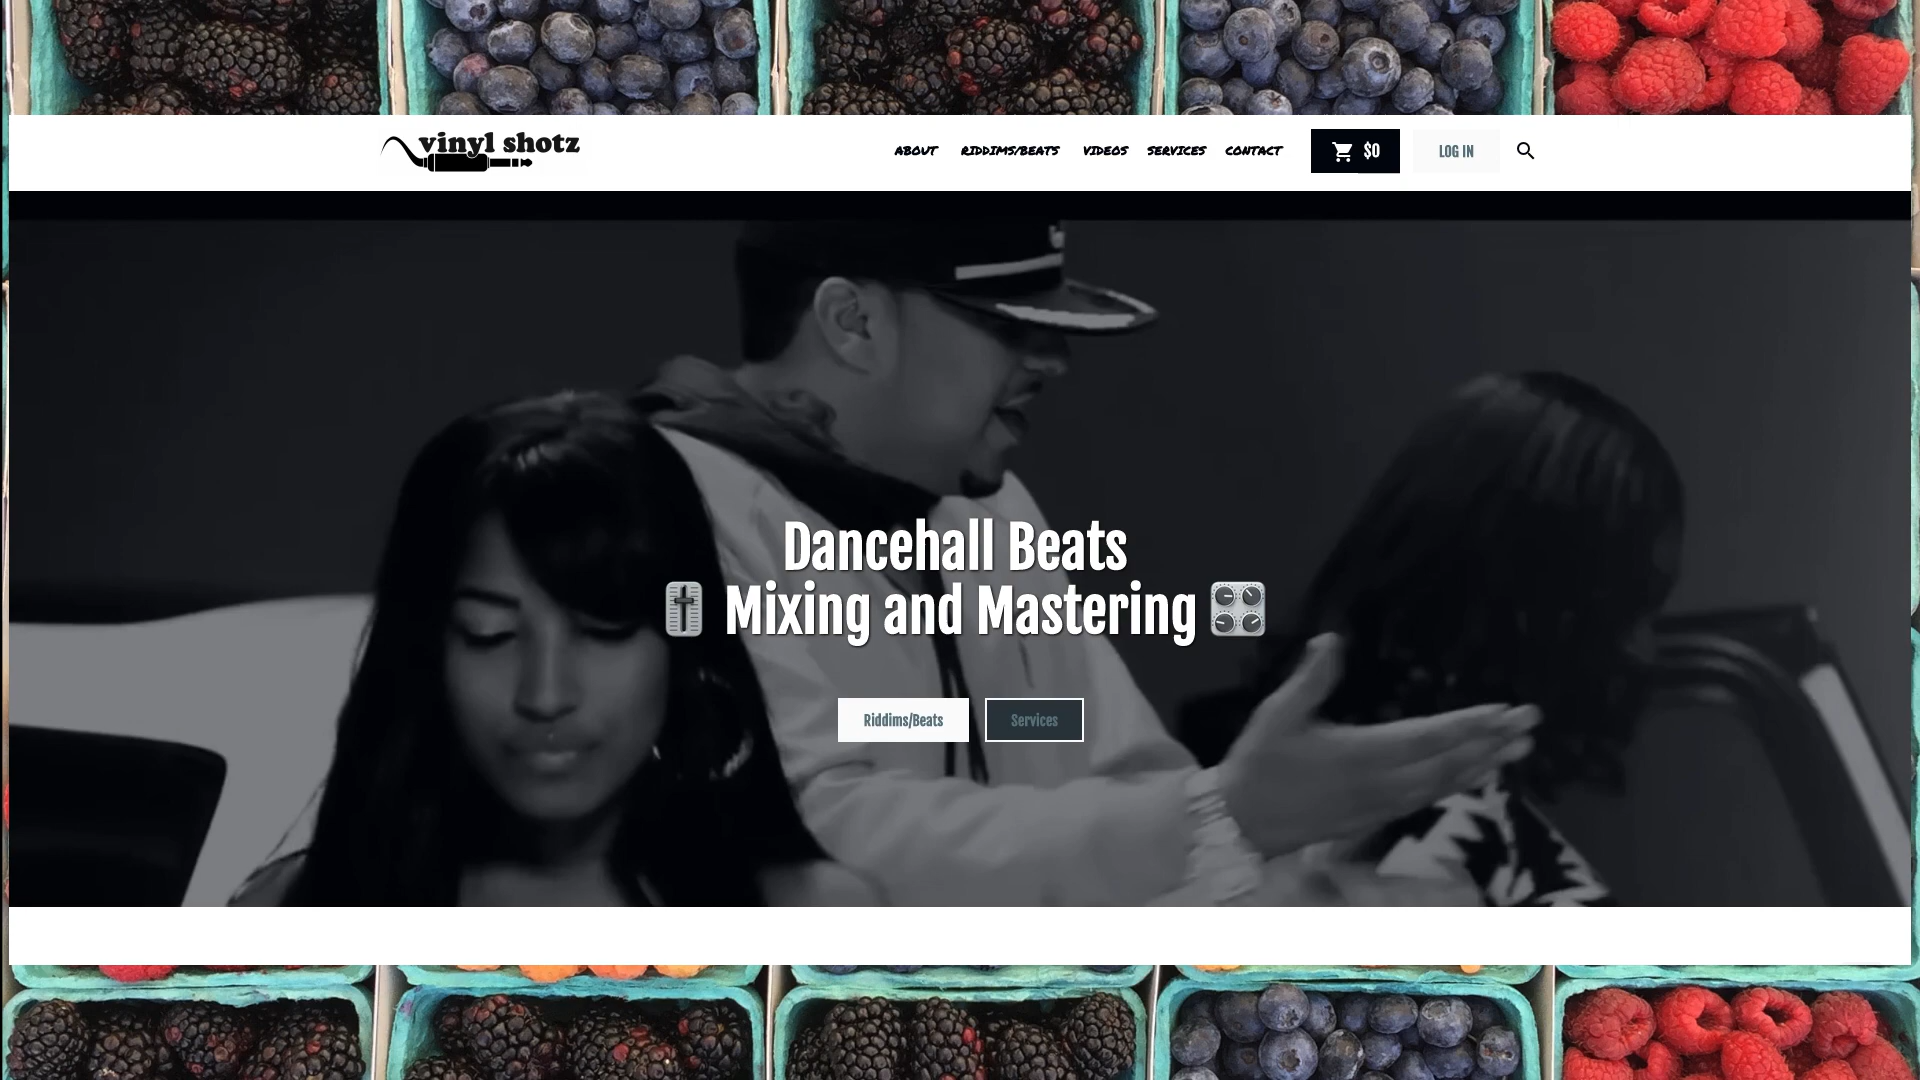 vinyl shotz
ABOUT RIDDIMS/BEATS VIDEOS SERVICES CONTACT $0 LOG IN
Dancehall Beats
Mixing and Mastering
Riddims/Beats Services